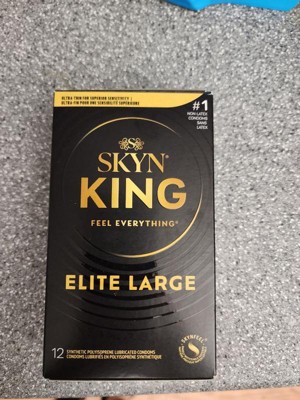 ULTRA THIN FOR SUPERIOR SENSITIVITY /
ULTRA FIN POUR UNE SENSIBILITÉ SUPÉRIEURE
#1
NON-LATEX
CONDOMS
SANS
LATEX
SKYN®
KING
FEEL EVERYTHING®
ELITE LARGE
SKYNFEEL
12 SYNTHETIC POLYISOPRENE LUBRICATED CONDOMS
CONDOMS LUBRIFIÉS EN POLYISOPRÈNE SYNTHÉTIQUE